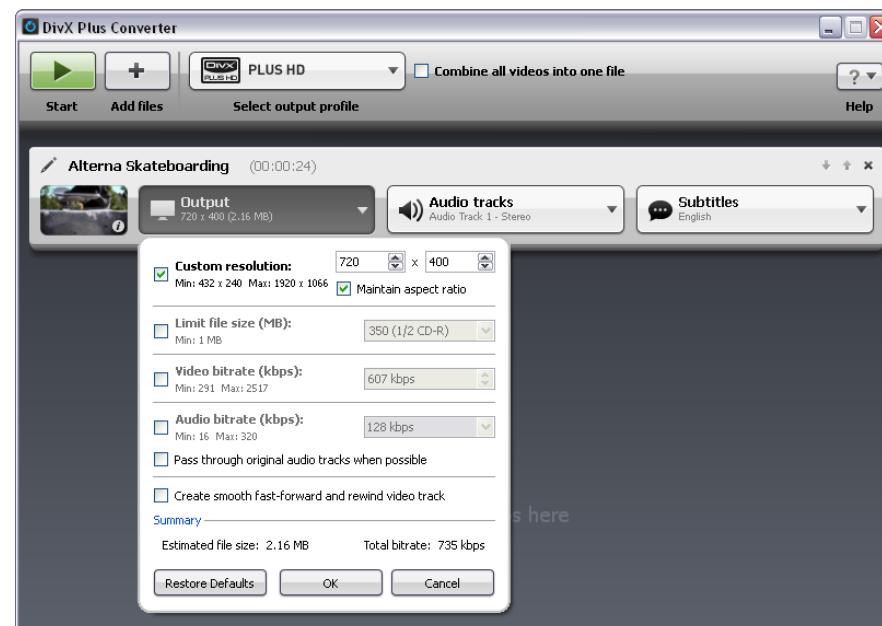 DivX Plus Converter
DIVX PLUS HD PLUS HD
Combine all videos into one file
?
Start Add files Select output profile Help
Alterna Skateboarding (00:00:24)
Output
720 x 400 (2.16 MB)
Audio tracks
Audio Track 1 - Stereo
Subtitles
English
Custom resolution: 720 x 400
Min: 432 x 240 Max: 1920 x 1066
Maintain aspect ratio
Limit file size (MB): 350 (1/2 CD-R)
Min: 1 MB
Video bitrate (kbps): 607 kbps
Min: 291 Max: 2517
Audio bitrate (kbps): 128 kbps
Min: 16 Max: 320
Pass through original audio tracks when possible
Create smooth fast-forward and rewind video track
s here
Summary
Estimated file size: 2.16 MB Total bitrate: 735 kbps
Restore Defaults OK Cancel